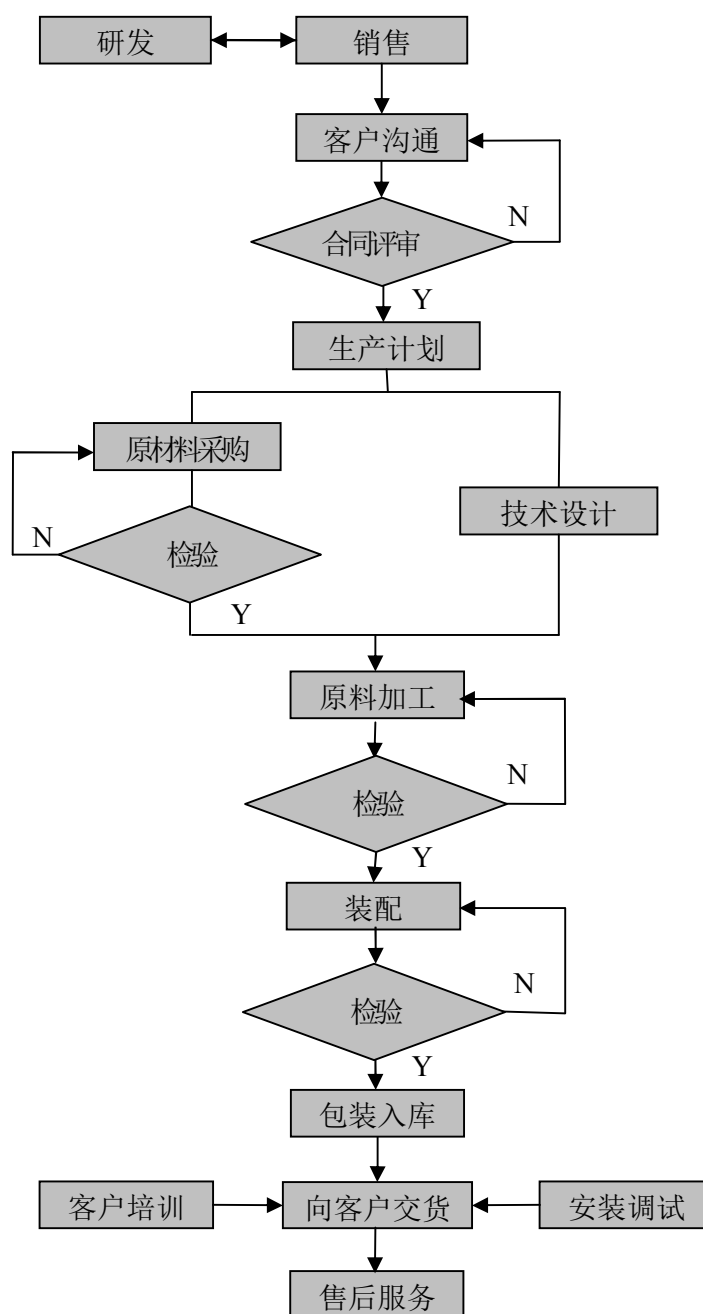 研发
销售
客户沟通
N
合同评审
Y
生产计划
原材料采购
技术设计
N
检验
Y
原料加工
N
检验
Y
装配
N
检验
Y
包装入库
客户培训
向客户交货
安装调试
售后服务